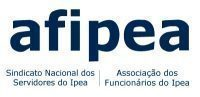 afipea
Sindicato Nacional dos
Servidores do Ipea
Associação dos
Funcionários do Ipea